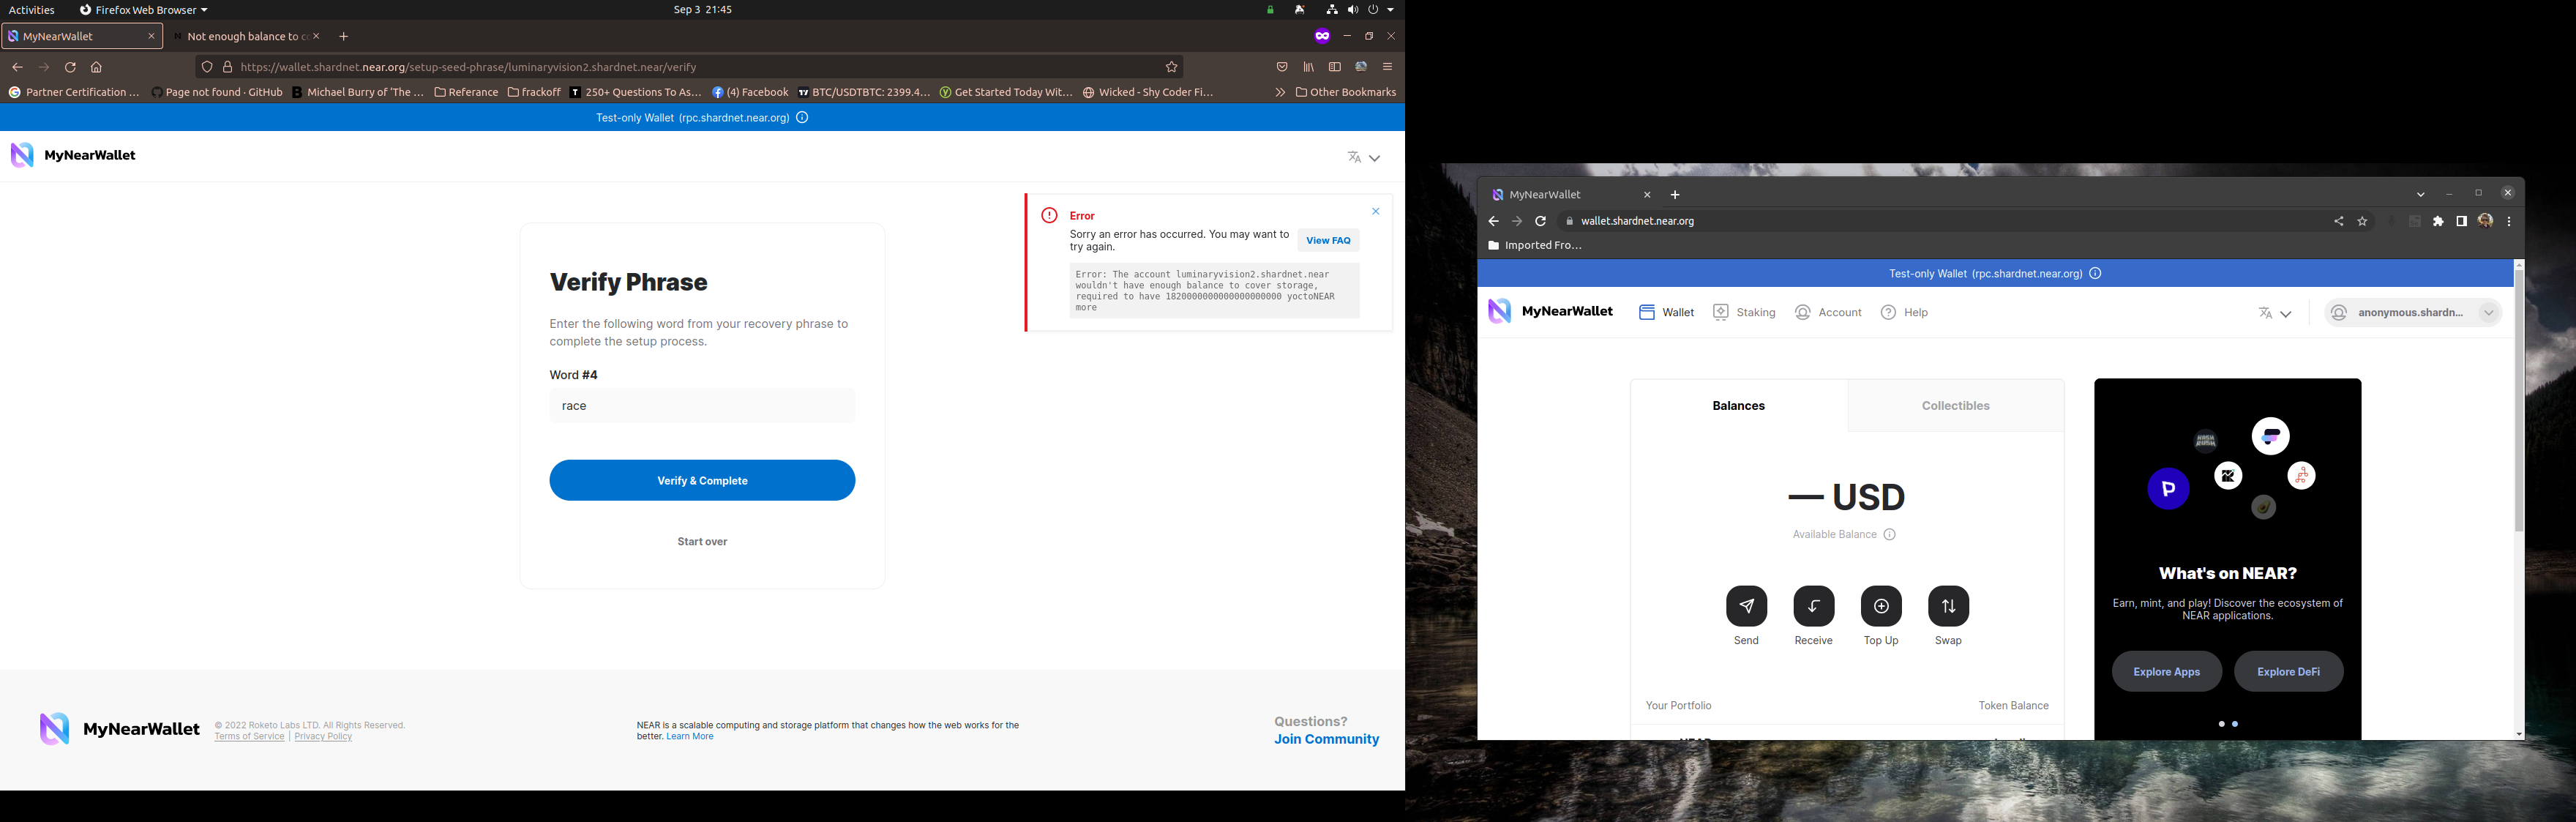 Activities
Firefox Web Browser
Sep 3 21:45
MyNearWallet
Not enough balance to c
https://wallet.shardnet.near.org/setup-seed-phrase/luminaryvision2.shardnet.near/verify
Partner Certification ...
Page not found · GitHub
Michael Burry of 'The ...
Referance
frackoff
250+ Questions To As...
(4) Facebook
BTC/USDTBTC: 2399.4...
Get Started Today Wit...
Wicked - Shy Coder Fi...
Other Bookmarks
Test-only Wallet (rpc.shardnet.near.org)
MyNearWallet
Error
Sorry an error has occurred. You may want to
try again.
View FAQ
Error: The account luminaryvision2.shardnet.near
wouldn't have enough balance to cover storage,
required to have 1820000000000000000000 yoctoNEAR
more
Verify Phrase
Enter the following word from your recovery phrase to
complete the setup process.
Word #4
race
Verify & Complete
Start over
MyNearWallet
© 2022 Roketo Labs LTD. All Rights Reserved.
Terms of Service | Privacy Policy
NEAR is a scalable computing and storage platform that changes how the web works for the
better. Learn More
Questions?
Join Community
MyNearWallet
wallet.shardnet.near.org
Imported Fro...
Test-only Wallet (rpc.shardnet.near.org)
MyNearWallet
Wallet
Staking
Account
Help
anonymous.shardn...
Balances
Collectibles
— USD
Available Balance
Send
Receive
Top Up
Swap
Your Portfolio
Token Balance
What's on NEAR?
Earn, mint, and play! Discover the ecosystem of
NEAR applications.
Explore Apps
Explore DeFi